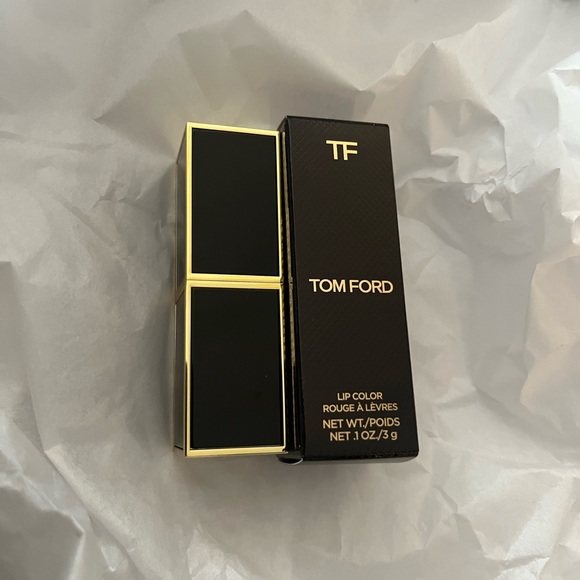 TF
TOM FORD
LIP COLOR
ROUGE À LÈVRES
NET WT./POIDS
NET .1 OZ./3 g